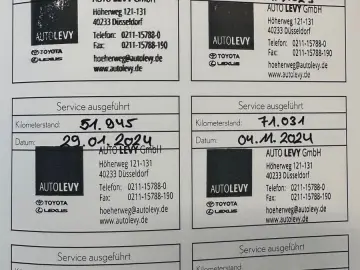 AUTOLEVY
TOYOTA
LEXUS
Höherweg 121-131
40233 Düsseldorf
Telefon: 0211-15788-0
Fax: 0211-15788-190
hoeherweg@autolevy.de
www.autolevy.de
AUTOLEVY
TOYOTA
LEXUS
Höherweg 121-131
40233 Düsseldorf
Telefon: 0211-15788-0
Fax: 0211-15788-190
hoeherweg@autolevy.de
www.autolevy.de
Service ausgeführt
Kilometerstand: 51.945
Datum: 29.01.2024
AUTO LEVY GmbH
Höherweg 121-131
40233 Düsseldorf
AUTOLEVY
Telefon: 0211-15788-0
Fax: 0211-15788-190
TOYOTA
LEXUS
hoeherweg@autolevy.de
www.autolevy.de
Service ausgeführt
Kilometerstand: 71.031
Datum: 04.11.2024
AUTO LEVY GmbH
Höherweg 121-131
40233 Düsseldorf
AUTOLEVY
Telefon: 0211-15788-0
Fax: 0211-15788-190
TOYOTA
LEXUS
hoeherweg@autolevy.de
www.autolevy.de
Service ausgeführt
Kilometerstand:
Service ausgeführt
Kilometerstand: